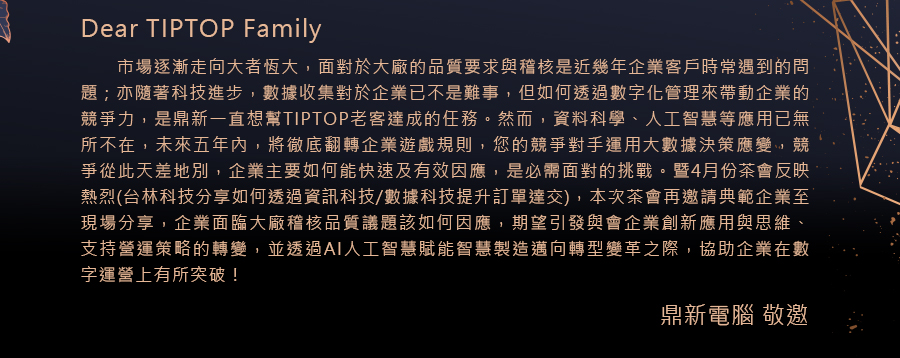 Dear TIPTOP Family
市場逐漸走向大者恆大，面對於大廠的品質要求與稽核是近幾年企業客戶時常遇到的問
題；亦隨著科技進步，數據收集對於企業已不是難事，但如何透過數字化管理來帶動企業的
競爭力，是鼎新一直想幫TIPTOP老客達成的任務。然而，資料科學、人工智慧等應用已無
所不在，未來五年內，將徹底翻轉企業遊戲規則，您的競爭對手運用大數據決策應變，競
爭從此天差地別，企業主要如何能快速及有效因應，是必需面對的挑戰。暨4月份茶會反映
熱烈(台林科技分享如何透過資訊科技/數據科技提升訂單達交)，本次茶會再邀請典範企業至
現場分享，企業面臨大廠稽核品質議題該如何因應，期望引發與會企業創新應用與思維、
支持營運策略的轉變，並透過AI人工智慧賦能智慧製造邁向轉型變革之際，協助企業在數
字運營上有所突破！
鼎新電腦 敬邀